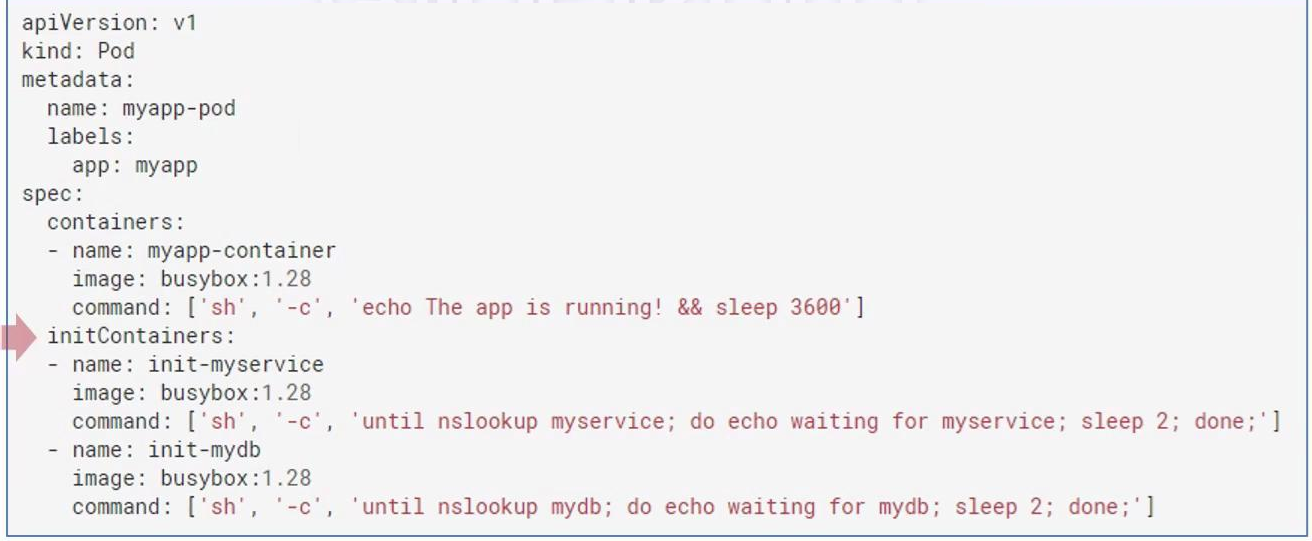 apiVersion: v1
kind: Pod
metadata:
  name: myapp-pod
  labels:
    app: myapp
spec:
  containers:
  - name: myapp-container
    image: busybox:1.28
    command: ['sh', '-c', 'echo The app is running! && sleep 3600']
  initContainers:
  - name: init-myservice
    image: busybox:1.28
    command: ['sh', '-c', 'until nslookup myservice; do echo waiting for myservice; sleep 2; done;']
  - name: init-mydb
    image: busybox:1.28
    command: ['sh', '-c', 'until nslookup mydb; do echo waiting for mydb; sleep 2; done;']